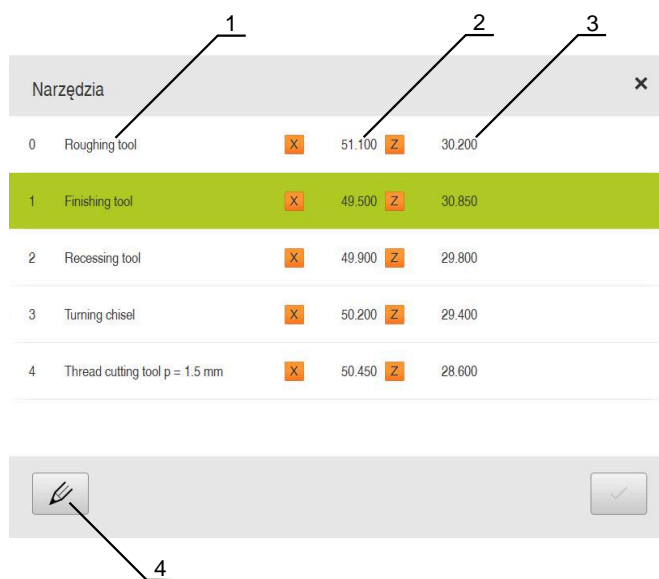 1 2 3
Narzędzia ×
0 Roughing tool X 51.100 Z 30.200
1 Finishing tool X 49.500 Z 30.850
2 Recessing tool X 49.900 Z 29.800
3 Turning chisel X 50.200 Z 29.400
4 Thread cutting tool p = 1.5 mm X 50.450 Z 28.600
4